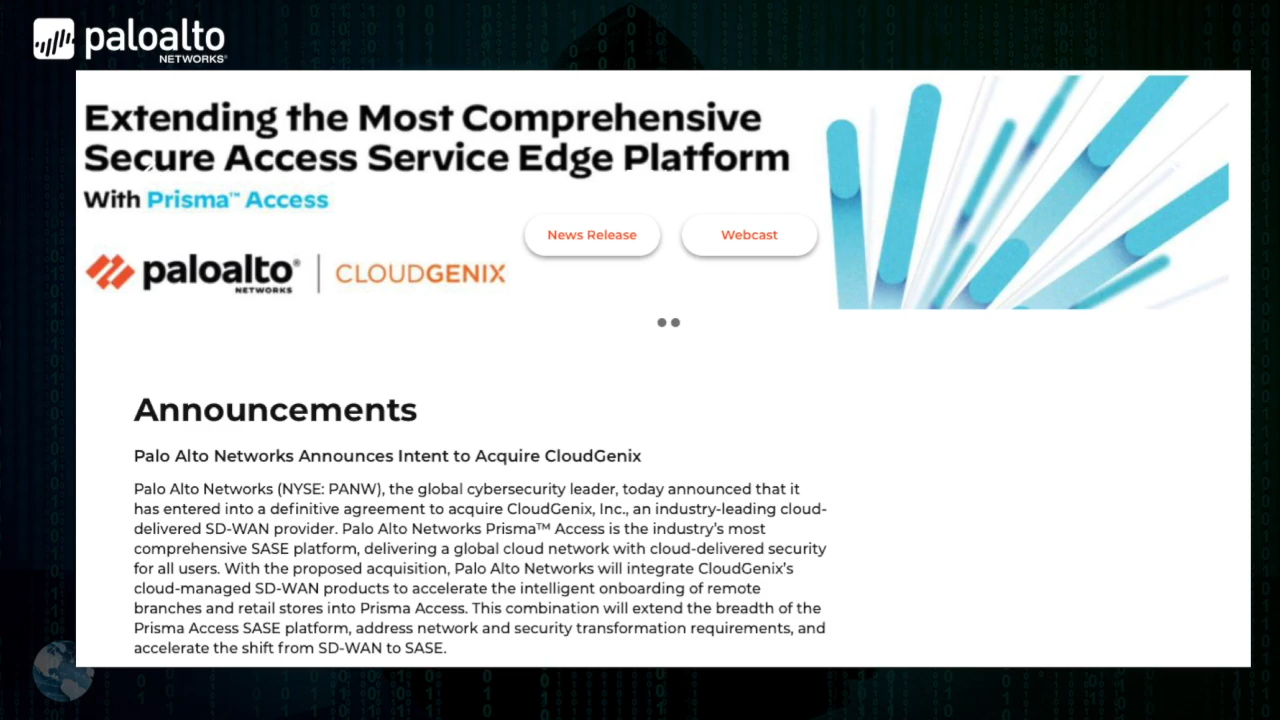 paloalto
NETWORKS®
Extending the Most Comprehensive
Secure Access Service Edge Platform
With Prisma™ Access
News Release
Webcast
paloalto®
NETWORKS
CLOUDGENIX
Announcements
Palo Alto Networks Announces Intent to Acquire CloudGenix
Palo Alto Networks (NYSE: PANW), the global cybersecurity leader, today announced that it
has entered into a definitive agreement to acquire CloudGenix, Inc., an industry-leading cloud-
delivered SD-WAN provider. Palo Alto Networks Prisma™ Access is the industry’s most
comprehensive SASE platform, delivering a global cloud network with cloud-delivered security
for all users. With the proposed acquisition, Palo Alto Networks will integrate CloudGenix’s
cloud-managed SD-WAN products to accelerate the intelligent onboarding of remote
branches and retail stores into Prisma Access. This combination will extend the breadth of the
Prisma Access SASE platform, address network and security transformation requirements, and
accelerate the shift from SD-WAN to SASE.